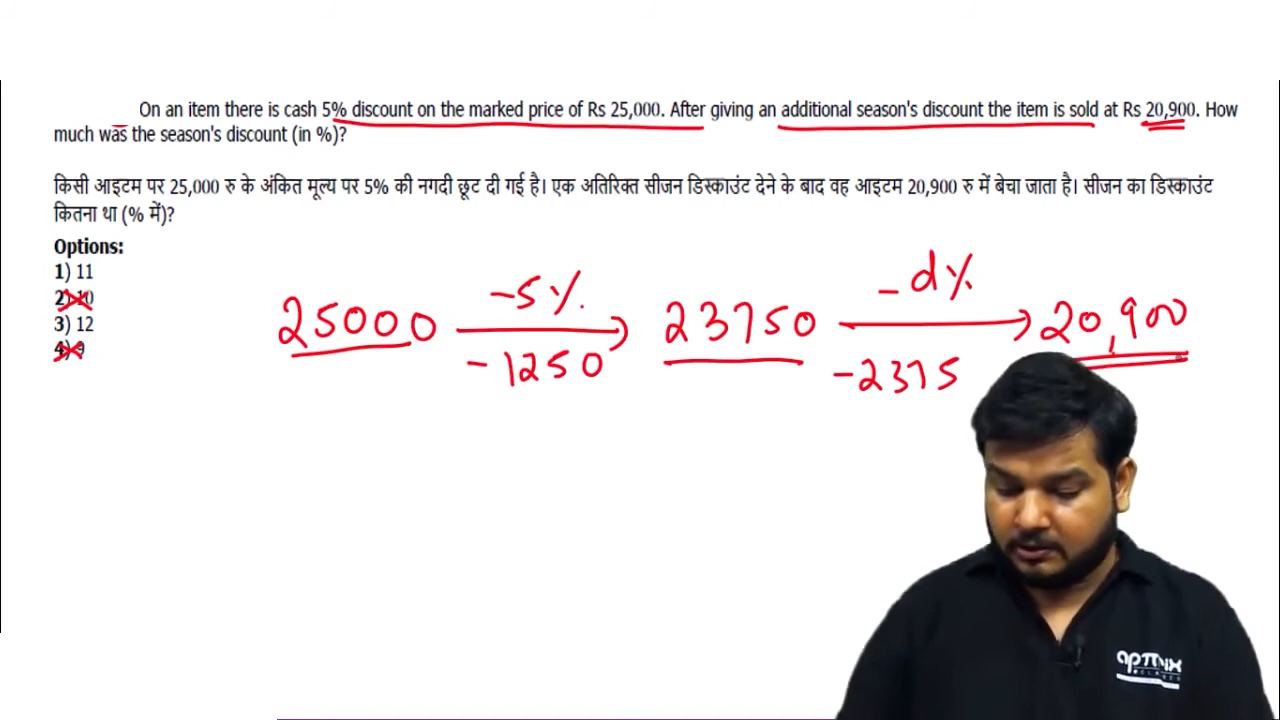 On an item there is cash 5% discount on the marked price of Rs 25,000. After giving an additional season's discount the item is sold at Rs 20,900. How
much was the season's discount (in %)?
किसी आइटम पर 25,000 रु के अंकित मूल्य पर 5% की नगदी छूट दी गई है। एक अतिरिक्त सीजन डिस्काउंट देने के बाद वह आइटम 20,900 रु में बेचा जाता है। सीजन का डिस्काउंट
कितना था (% में)?
Options:
1) 11
2) 10
3) 12
4) 9
25000 -5% -1250 23750 -d% -2375 20,900